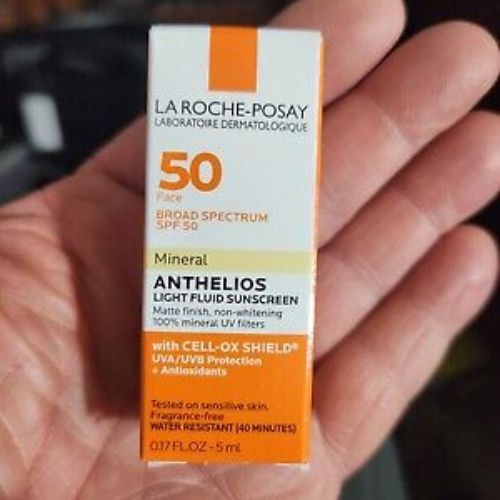 LA ROCHE-POSAY
LABORATOIRE DERMATOLOGIQUE
50
Face
BROAD SPECTRUM
SPF 50
Mineral
ANTHELIOS
LIGHT FLUID SUNSCREEN
Matte finish, non-whitening
100% mineral UV filters
with CELL-OX SHIELD®
UVA/UVB Protection
+ Antioxidants
Tested on sensitive skin.
Fragrance-free
WATER RESISTANT (40 MINUTES)
0.17 FL.OZ - 5 ml